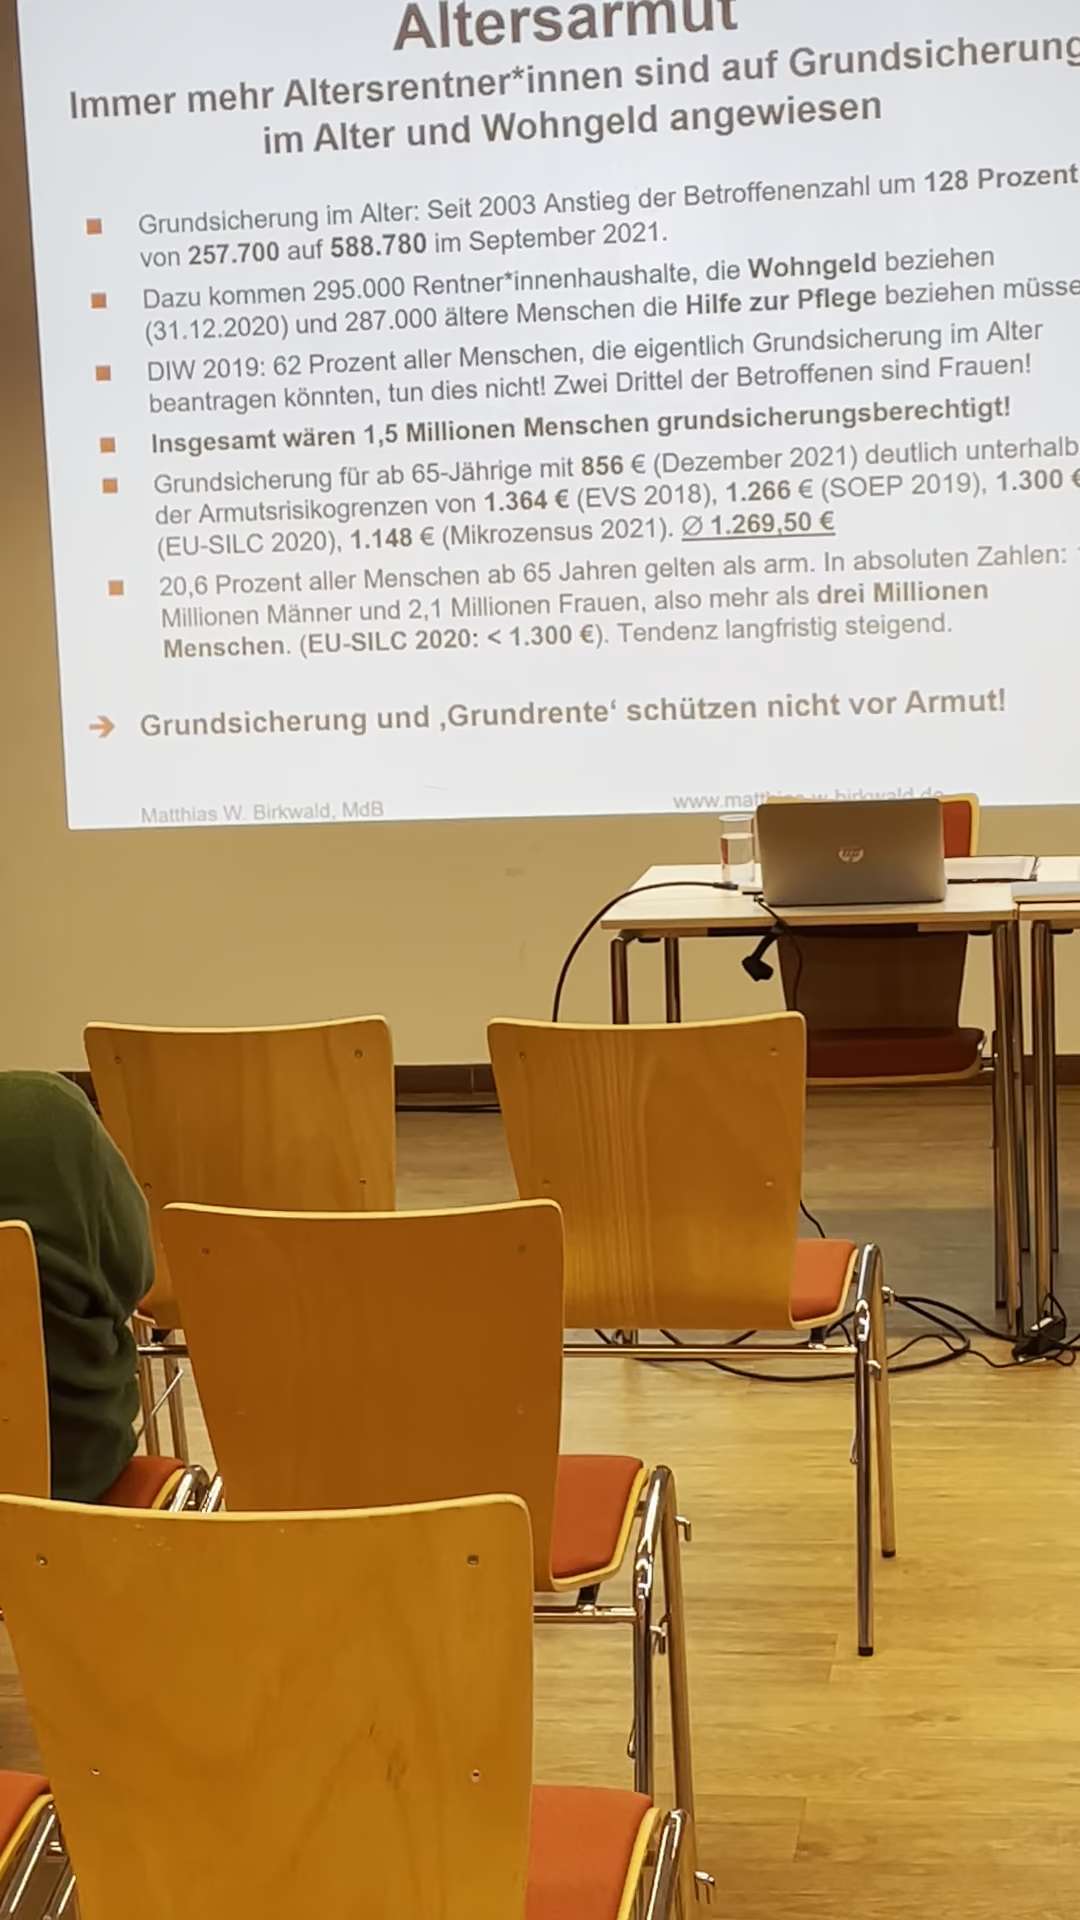 Altersarmut
Immer mehr Altersrentner*innen sind auf Grundsicherung
im Alter und Wohngeld angewiesen
Grundsicherung im Alter: Seit 2003 Anstieg der Betroffenenzahl um 128 Prozent
von 257.700 auf 588.780 im September 2021.
Dazu kommen 295.000 Rentner*innenhaushalte, die Wohngeld beziehen
(31.12.2020) und 287.000 ältere Menschen die Hilfe zur Pflege beziehen müsse
DIW 2019: 62 Prozent aller Menschen, die eigentlich Grundsicherung im Alter
beantragen könnten, tun dies nicht! Zwei Drittel der Betroffenen sind Frauen!
Insgesamt wären 1,5 Millionen Menschen grundsicherungsberechtigt!
Grundsicherung für ab 65-Jährige mit 856 € (Dezember 2021) deutlich unterhalb
der Armutsrisikogrenzen von 1.364 € (EVS 2018), 1.266 € (SOEP 2019), 1.300 €
(EU-SILC 2020), 1.148 € (Mikrozensus 2021). Ø 1.269,50 €
20,6 Prozent aller Menschen ab 65 Jahren gelten als arm. In absoluten Zahlen:
Millionen Männer und 2,1 Millionen Frauen, also mehr als drei Millionen
Menschen. (EU-SILC 2020: < 1.300 €). Tendenz langfristig steigend.
→ Grundsicherung und ‚Grundrente‘ schützen nicht vor Armut!
Matthias W. Birkwald, MdB
hp